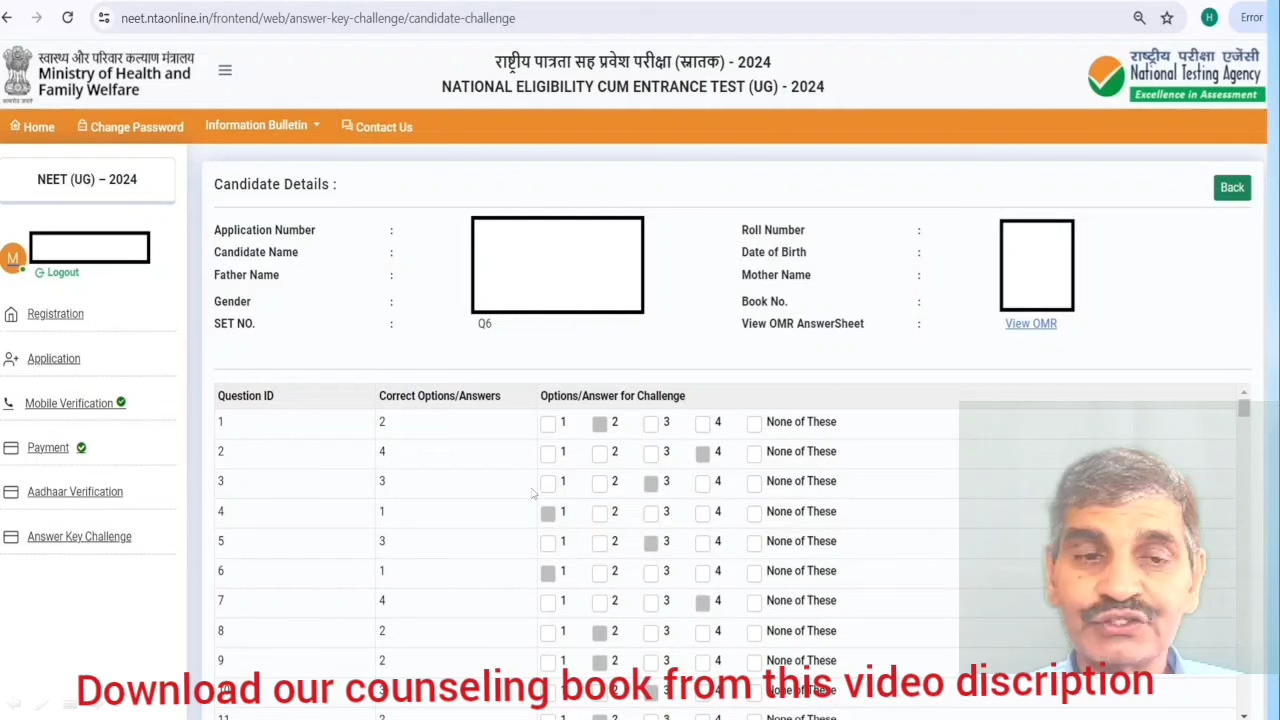 neet.ntaonline.in/frontend/web/answer-key-challenge/candidate-challenge
H
Error
स्वास्थ्य और परिवार कल्याण मंत्रालय
Ministry of Health and
Family Welfare
राष्ट्रीय पात्रता सह प्रवेश परीक्षा (स्नातक) - 2024
NATIONAL ELIGIBILITY CUM ENTRANCE TEST (UG) - 2024
राष्ट्रीय परीक्षा एजेंसी
National Testing Agency
Excellence in Assessment
Home Change Password Information Bulletin Contact Us
NEET (UG) – 2024
M
Logout
Registration
Application
Mobile Verification
Payment
Aadhaar Verification
Answer Key Challenge
Candidate Details :
Back
Application Number : Roll Number :
Candidate Name : Date of Birth :
Father Name : Mother Name :
Gender : Book No. :
SET NO. : Q6 View OMR AnswerSheet : View OMR
Question ID Correct Options/Answers Options/Answer for Challenge
1 2 1 2 3 4 None of These
2 4 1 2 3 4 None of These
3 3 1 2 3 4 None of These
4 1 1 2 3 4 None of These
5 3 1 2 3 4 None of These
6 1 1 2 3 4 None of These
7 4 1 2 3 4 None of These
8 2 1 2 3 4 None of These
9 2 1 2 3 4 None of These
Download our counseling book from this video discription